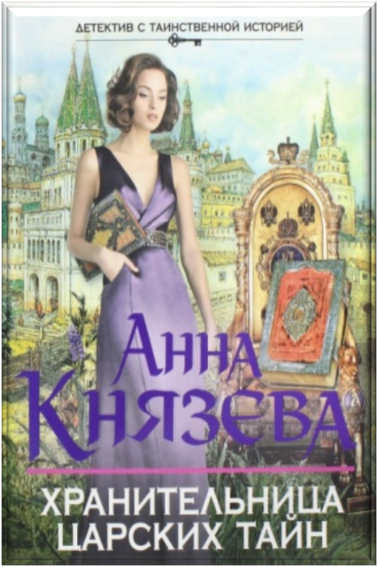 ДЕТЕКТИВ С ТАИНСТВЕННОЙ ИСТОРИЕЙ
АННА
КНЯЗЕВА
ХРАНИТЕЛЬНИЦА
ЦАРСКИХ ТАЙН